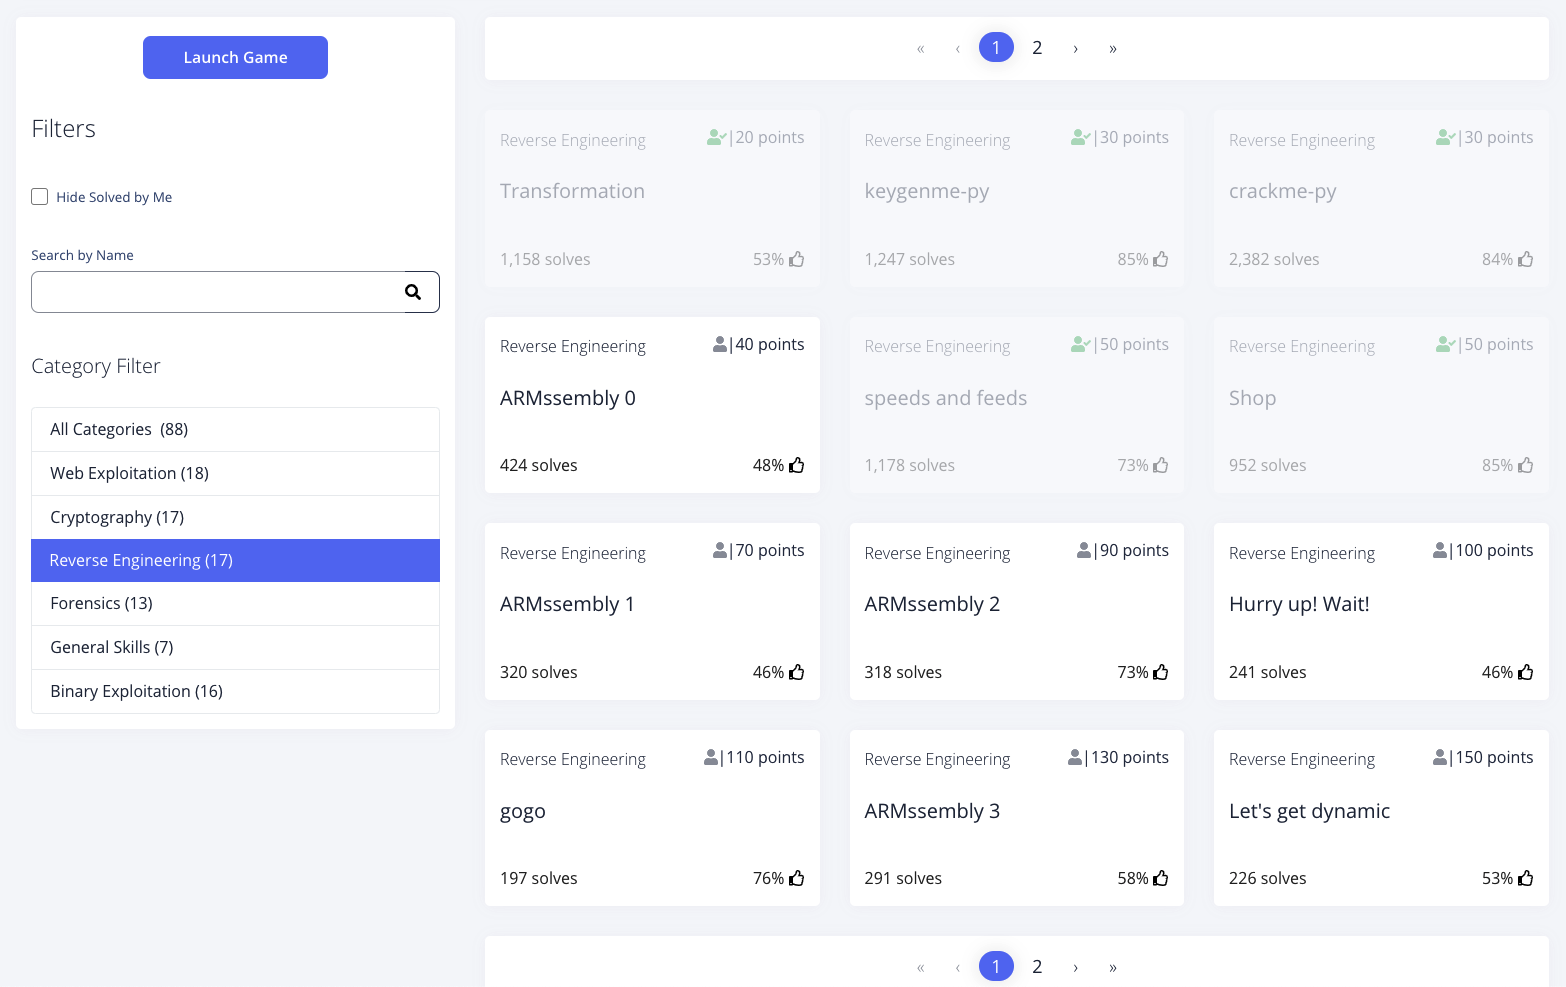 Launch Game
Filters
Hide Solved by Me
Search by Name
Category Filter
All Categories (88)
Web Exploitation (18)
Cryptography (17)
Reverse Engineering (17)
Forensics (13)
General Skills (7)
Binary Exploitation (16)
« ‹ 1 2 › »
Reverse Engineering |20 points
Transformation
1,158 solves 53%
Reverse Engineering |30 points
keygenme-py
1,247 solves 85%
Reverse Engineering |30 points
crackme-py
2,382 solves 84%
Reverse Engineering |40 points
ARMssembly 0
424 solves 48%
Reverse Engineering |50 points
speeds and feeds
1,178 solves 73%
Reverse Engineering |50 points
Shop
952 solves 85%
Reverse Engineering |70 points
ARMssembly 1
320 solves 46%
Reverse Engineering |90 points
ARMssembly 2
318 solves 73%
Reverse Engineering |100 points
Hurry up! Wait!
241 solves 46%
Reverse Engineering |110 points
gogo
197 solves 76%
Reverse Engineering |130 points
ARMssembly 3
291 solves 58%
Reverse Engineering |150 points
Let's get dynamic
226 solves 53%
« ‹ 1 2 › »